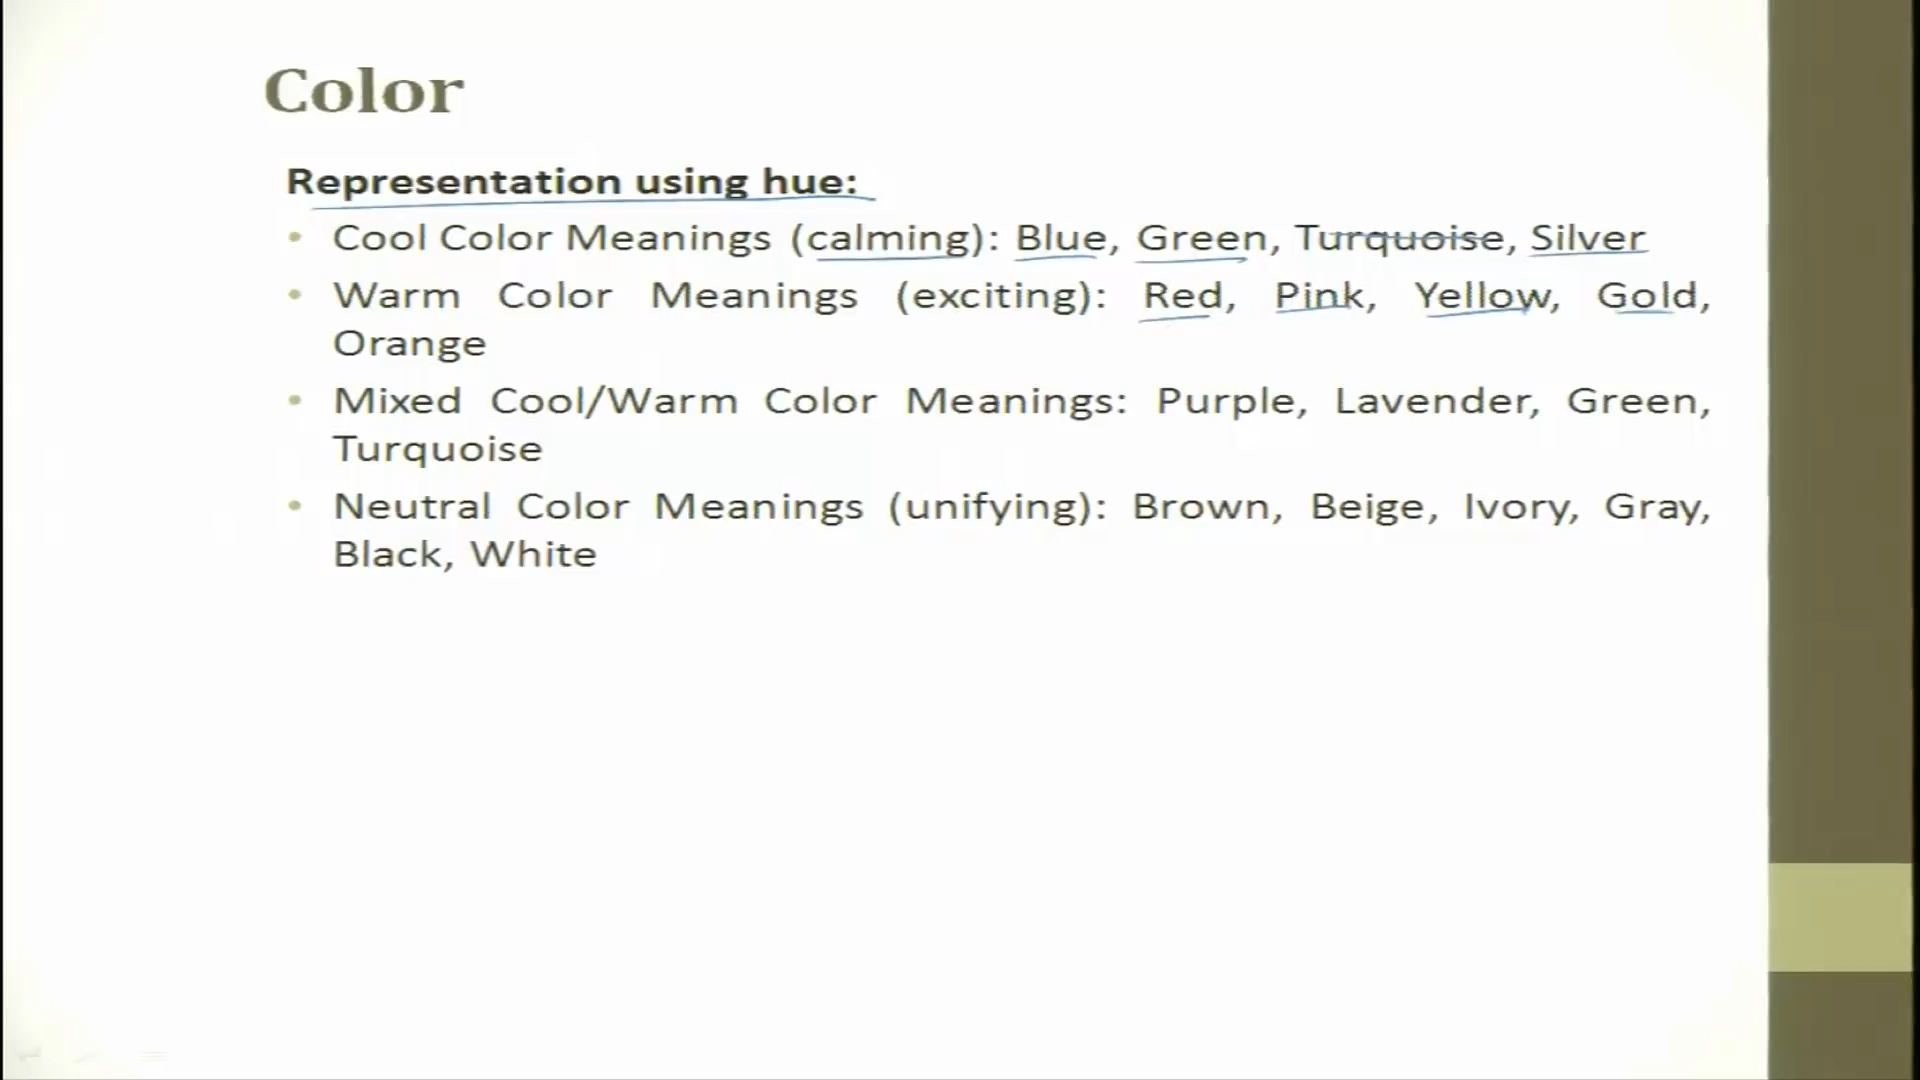 Color
Representation using hue:
• Cool Color Meanings (calming): Blue, Green, Turquoise, Silver
• Warm Color Meanings (exciting): Red, Pink, Yellow, Gold,
Orange
• Mixed Cool/Warm Color Meanings: Purple, Lavender, Green,
Turquoise
• Neutral Color Meanings (unifying): Brown, Beige, Ivory, Gray,
Black, White